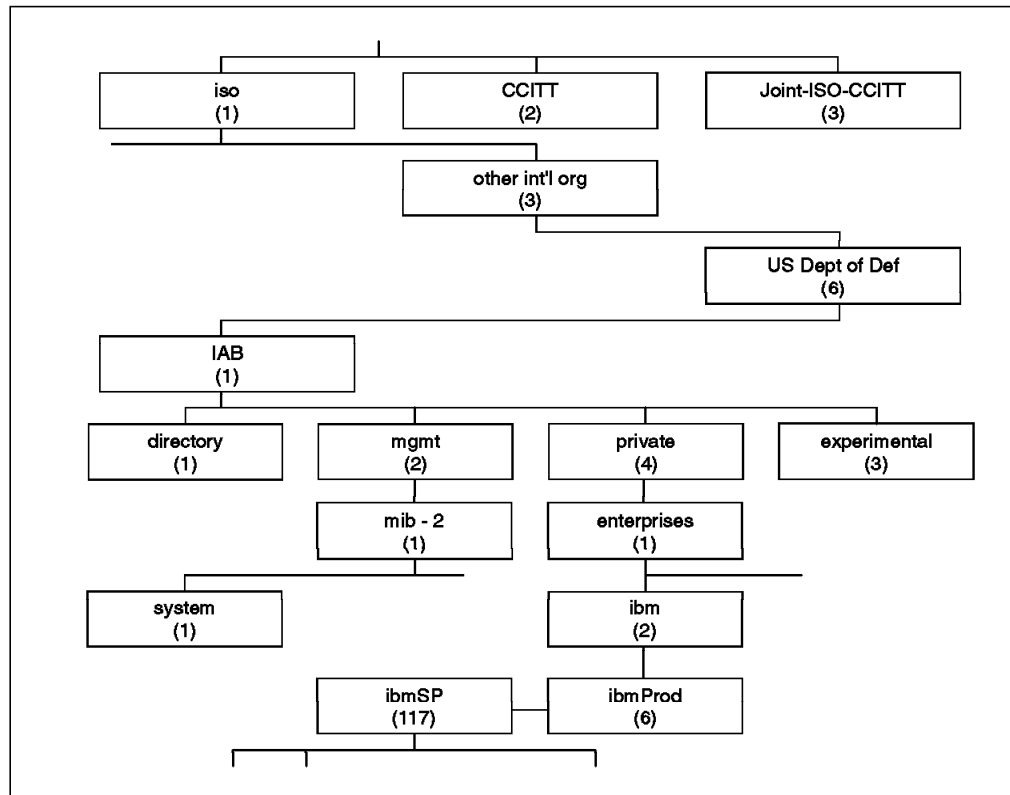 iso
(1)
CCITT
(2)
Joint-ISO-CCITT
(3)
other int'l org
(3)
US Dept of Def
(6)
IAB
(1)
directory
(1)
mgmt
(2)
private
(4)
experimental
(3)
mib - 2
(1)
enterprises
(1)
system
(1)
ibm
(2)
ibmSP
(117)
ibmProd
(6)